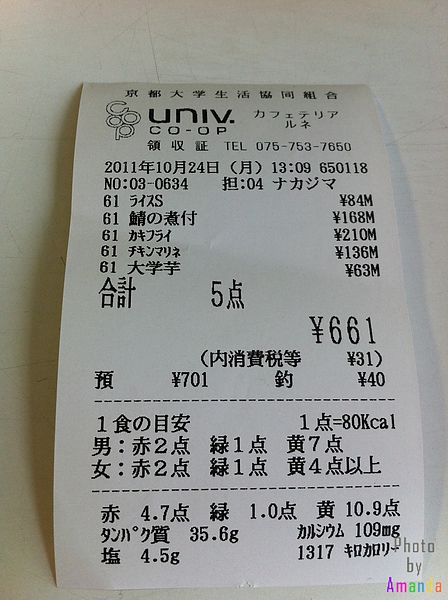 京都大学生活協同組合
univ. カフェテリア
CO-OP ルネ
領収証 TEL 075-753-7650
2011年10月24日（月）13:09 650118
NO:03-0634 担:04 ナカジマ
61 ライスS ¥84M
61 鯖の煮付 ¥168M
61 カキフライ ¥210M
61 チキンマリネ ¥136M
61 大学芋 ¥63M
合計 5点
¥661
（内消費税等 ¥31）
預 ¥701 釣 ¥40
１食の目安 １点=80Kcal
男：赤２点 緑１点 黄７点
女：赤２点 緑１点 黄４点以上
赤 4.7点 緑 1.0点 黄 10.9点
タンパク質 35.6g カルシウム 109mg
塩 4.5g 1317 キロカロリー
Photo
by
Amanda